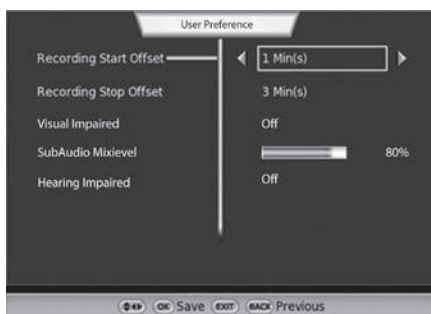 User Preference
Recording Start Offset 1 Min(s)
Recording Stop Offset 3 Min(s)
Visual Impaired Off
SubAudio Mixievel 80%
Hearing Impaired Off
OK Save EXIT BACK Previous